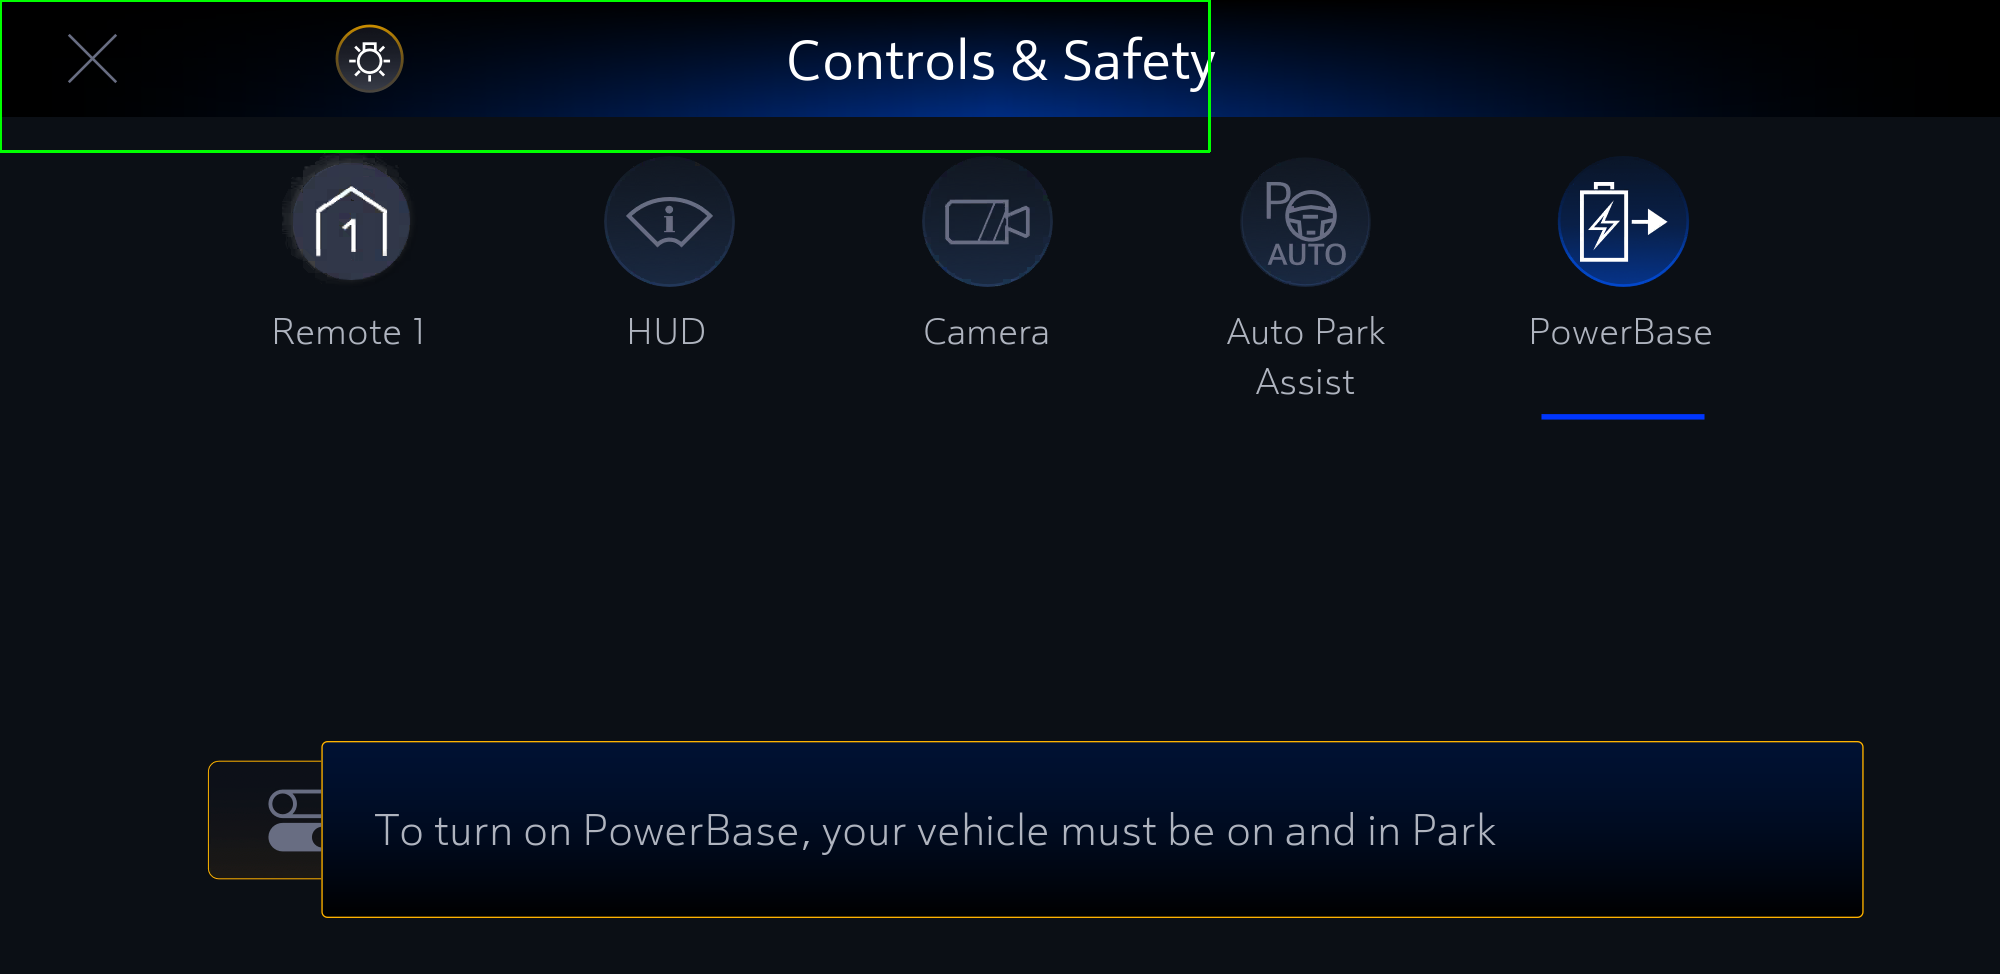 Controls & Safety
1
i
P
AUTO
Remote 1
HUD
Camera
Auto Park
Assist
PowerBase
To turn on PowerBase, your vehicle must be on and in Park